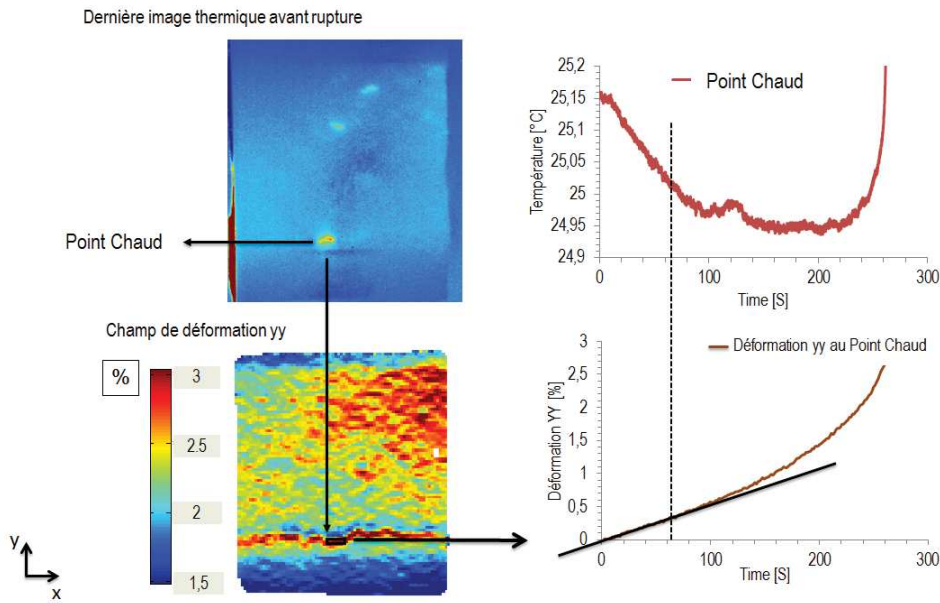 Dernière image thermique avant rupture
Point Chaud
Champ de déformation yy
%
3
2.5
2
1,5
y
x
25,2
25,15
25,1
25,05
25
24,95
24,9
Température [°C]
Point Chaud
0
100
200
300
Time [S]
3
2,5
2
1,5
1
0,5
0
Déformation YY [%]
Déformation yy au Point Chaud
0
100
200
300
Time [S]